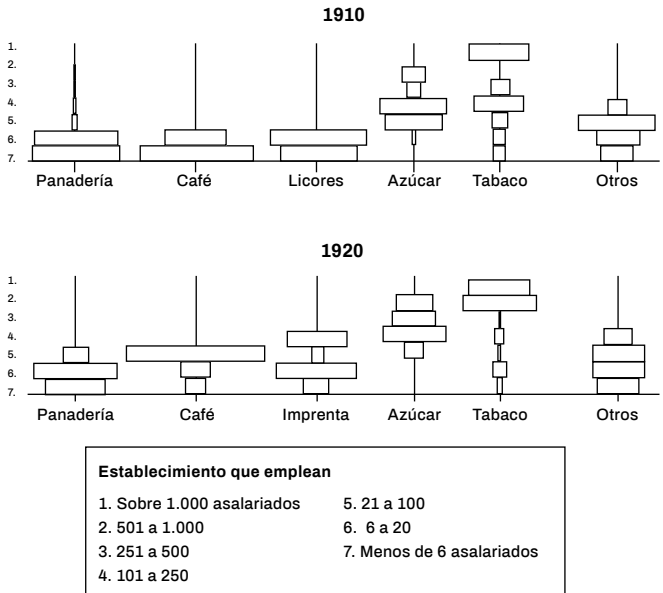 1910
1.
2.
3.
4.
5.
6.
7.
Panadería Café Licores Azúcar Tabaco Otros
1920
1.
2.
3.
4.
5.
6.
7.
Panadería Café Imprenta Azúcar Tabaco Otros
Establecimiento que emplean
1. Sobre 1.000 asalariados
2. 501 a 1.000
3. 251 a 500
4. 101 a 250
5. 21 a 100
6. 6 a 20
7. Menos de 6 asalariados